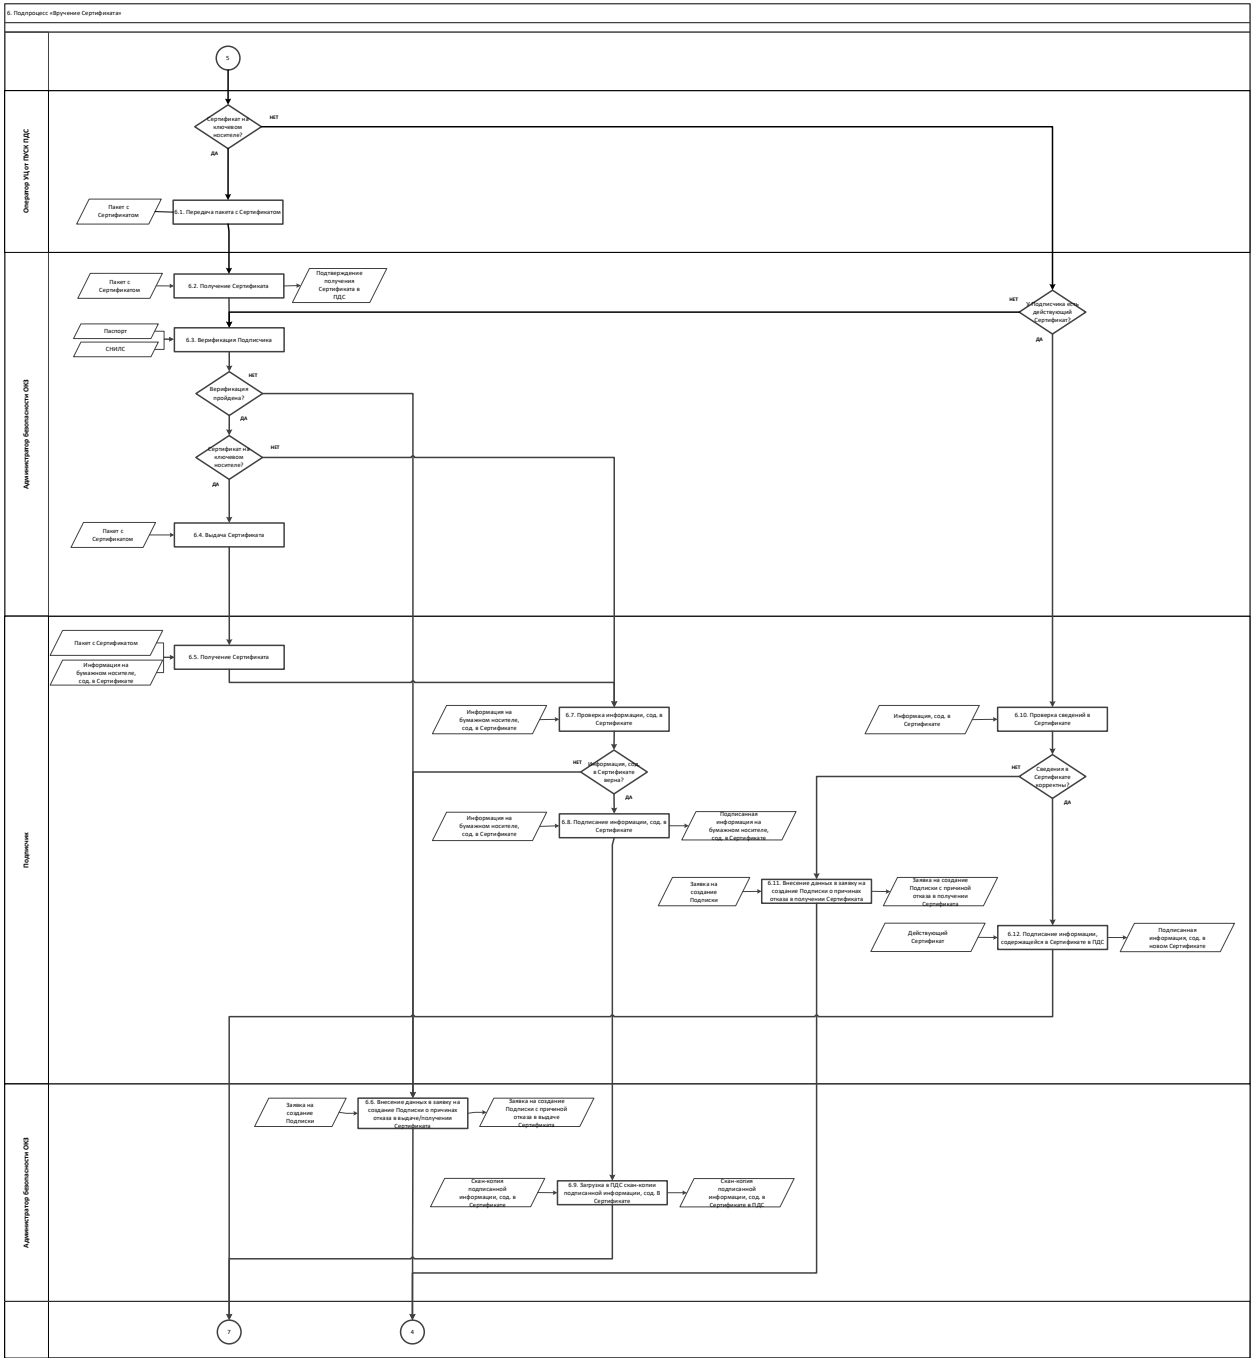 6. Подпроцесс «Вручение Сертификата»
5
Оператор УЦ от ПУСК ПДС
Сертификат на
ключевом
носителе?
НЕТ
ДА
Пакет с
Сертификатом
6.1. Передача пакета с Сертификатом
Администратор безопасности ОКЗ
Пакет с
Сертификатом
6.2. Получение Сертификата
Подтверждение
получения
Сертификата в
ПДС
У Подписчика есть
действующий
Сертификат?
НЕТ
ДА
Паспорт
СНИЛС
6.3. Верификация Подписчика
Верификация
пройдена?
НЕТ
ДА
Сертификат на
ключевом
носителе?
НЕТ
ДА
Пакет с
Сертификатом
6.4. Выдача Сертификата
Подписчик
Пакет с Сертификатом
Информация на
бумажном носителе,
сод. в Сертификате
6.5. Получение Сертификата
Информация на
бумажном носителе,
сод. в Сертификате
6.7. Проверка информации, сод. в
Сертификате
Информация, сод. в
Сертификате
6.10. Проверка сведений в
Сертификате
НЕТ
Информация, сод.
в Сертификате
верна?
ДА
НЕТ
Сведения в
Сертификате
корректны?
ДА
Информация на
бумажном носителе,
сод. в Сертификате
6.8. Подписание информации, сод. в
Сертификате
Подписанная
информация на
бумажном носителе,
сод. в Сертификате
Заявка на
создание
Подписки
6.11. Внесение данных в заявку на
создание Подписки о причинах
отказа в получении Сертификата
Заявка на создание
Подписки с причиной
отказа в получении
Сертификата
Действующий
Сертификат
6.12. Подписание информации,
содержащейся в Сертификате в ПДС
Подписанная
информация, сод. в
новом Сертификате
Администратор безопасности ОКЗ
Заявка на
создание
Подписки
6.6. Внесение данных в заявку на
создание Подписки о причинах
отказа в выдаче/получении
Сертификата
Заявка на создание
Подписки с причиной
отказа в выдаче
Сертификата
Скан-копия
подписанной
информации, сод. в
Сертификате
6.9. Загрузка в ПДС скан-копии
подписанной информации, сод. В
Сертификате
Скан-копия
подписанной
информации, сод. в
Сертификате в ПДС
7
4